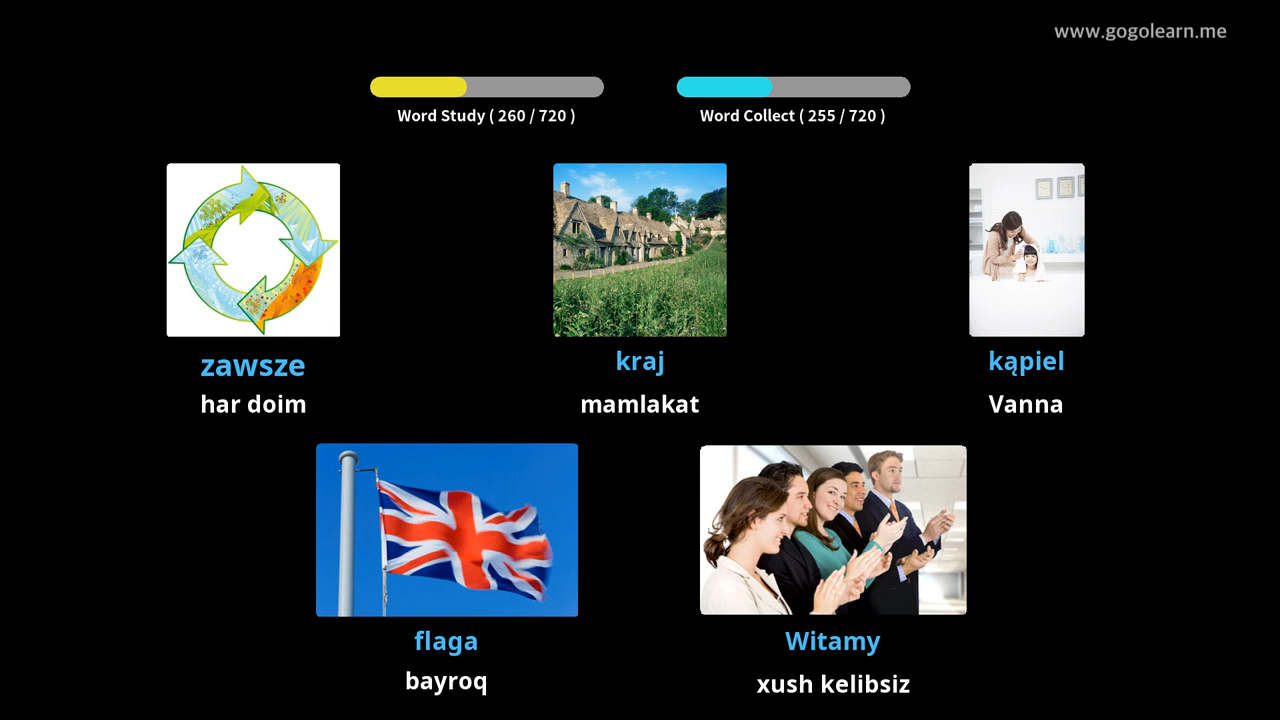 www.gogolearn.me
Word Study ( 260 / 720 )
Word Collect ( 255 / 720 )
zawsze
har doim
kraj
mamlakat
kąpiel
Vanna
flaga
bayroq
Witamy
xush kelibsiz